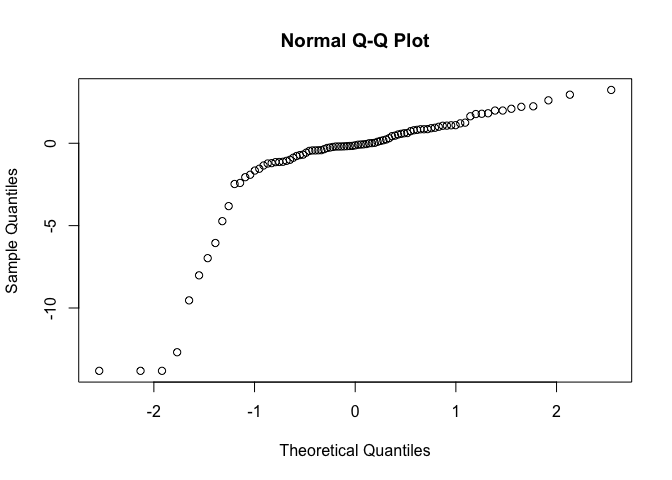 Normal Q-Q Plot
Sample Quantiles
0
-5
-10
-2 -1 0 1 2
Theoretical Quantiles